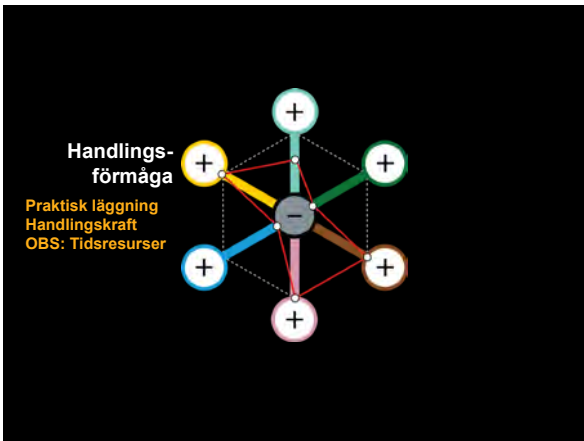 +
Handlings-
förmåga
+ +
Praktisk läggning
Handlingskraft
OBS: Tidsresurser
−
+ +
+